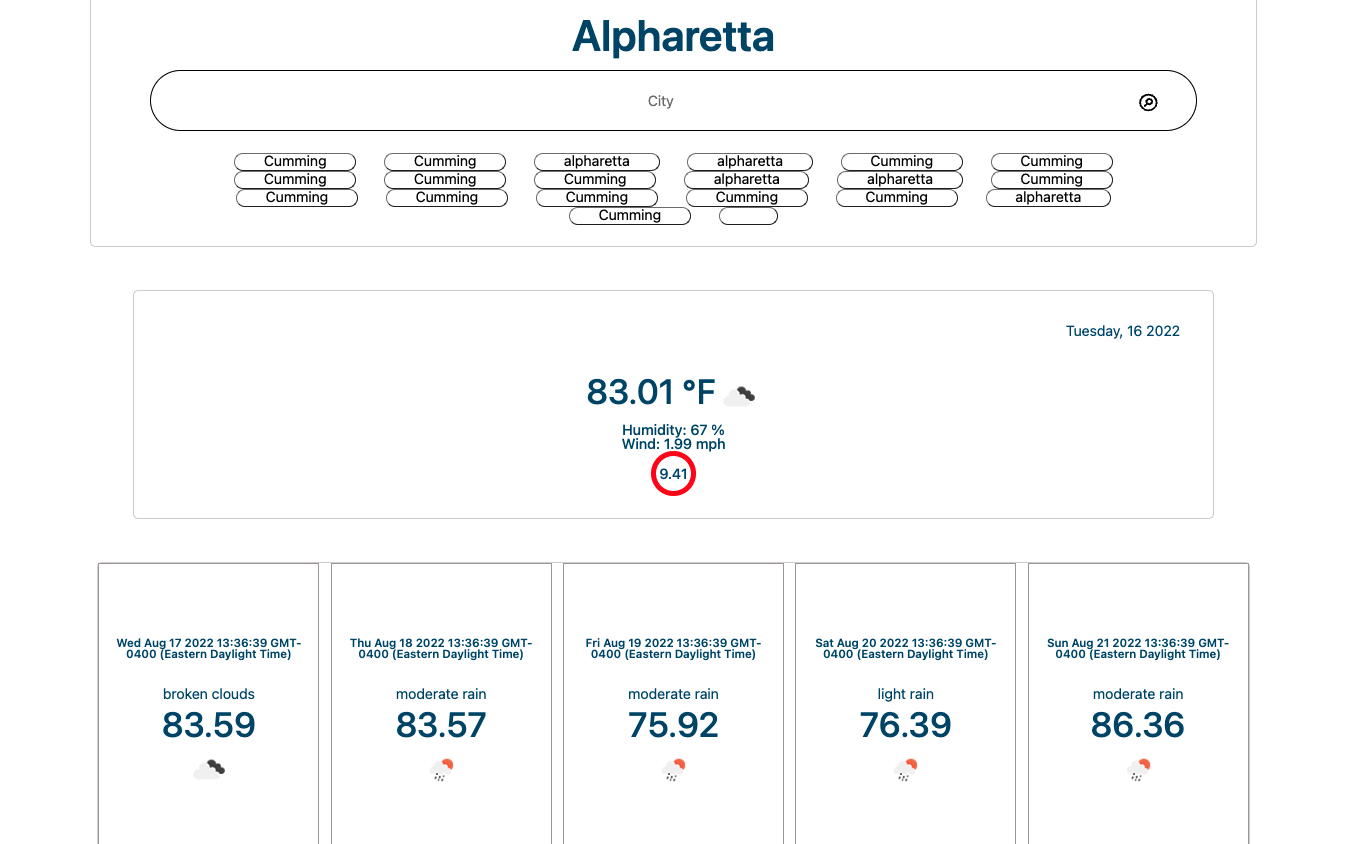 Alpharetta
City
Cumming Cumming alpharetta alpharetta Cumming Cumming
Cumming Cumming Cumming alpharetta alpharetta Cumming
Cumming Cumming Cumming Cumming Cumming alpharetta
Cumming
Tuesday, 16 2022
83.01 °F
Humidity: 67 %
Wind: 1.99 mph
9.41
Wed Aug 17 2022 13:36:39 GMT-
0400 (Eastern Daylight Time)
broken clouds
83.59
Thu Aug 18 2022 13:36:39 GMT-
0400 (Eastern Daylight Time)
moderate rain
83.57
Fri Aug 19 2022 13:36:39 GMT-
0400 (Eastern Daylight Time)
moderate rain
75.92
Sat Aug 20 2022 13:36:39 GMT-
0400 (Eastern Daylight Time)
light rain
76.39
Sun Aug 21 2022 13:36:39 GMT-
0400 (Eastern Daylight Time)
moderate rain
86.36